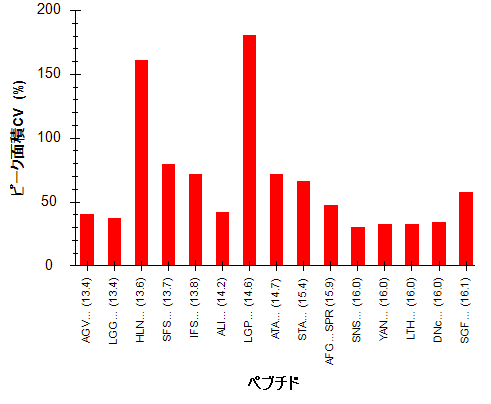 200
150
100
50
0
ピーク面積CV (%)
AGV... (13.4)
LGG... (13.4)
HLN... (13.6)
SFS... (13.7)
IFS... (13.8)
ALI... (14.2)
LGP... (14.6)
ATA... (14.7)
STA... (15.4)
AFG...SPR (15.9)
SNS... (16.0)
YAN... (16.0)
LTH... (16.0)
DNc... (16.0)
SGF... (16.1)
ペプチド